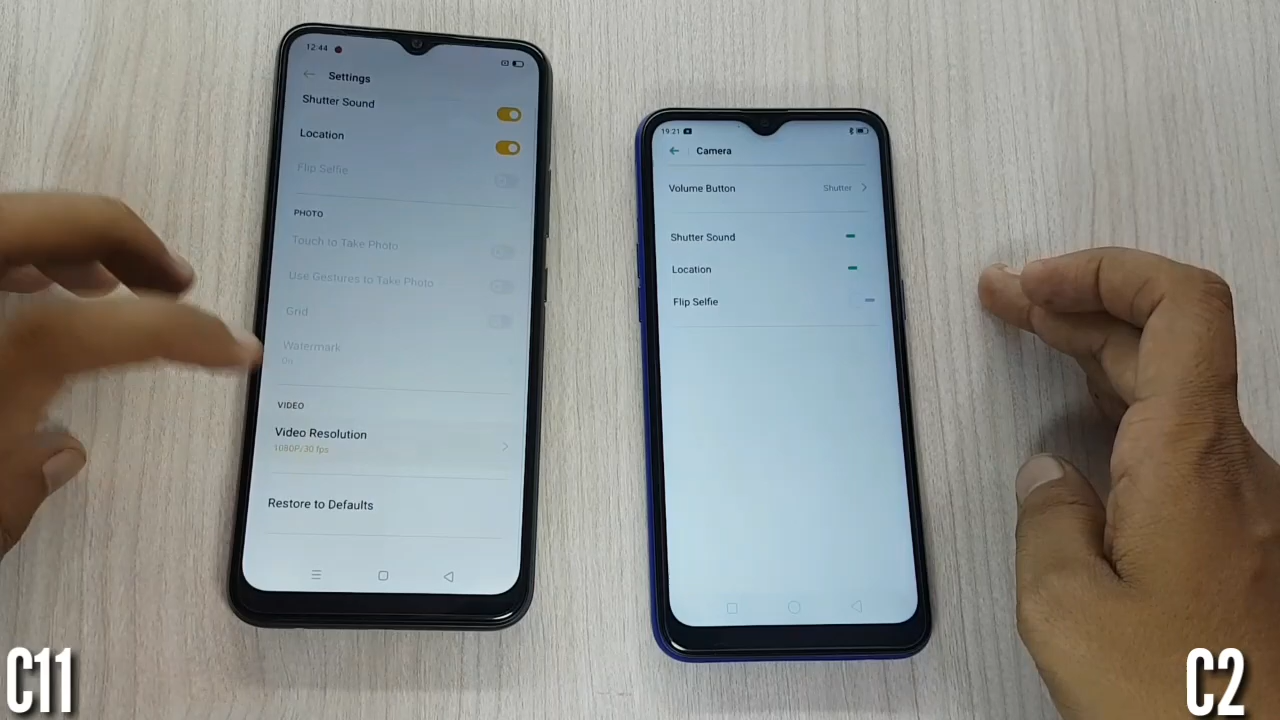 12:44
Settings
Shutter Sound
Location
Flip Selfie
PHOTO
Touch to Take Photo
Use Gestures to Take Photo
Grid
Watermark
On
VIDEO
Video Resolution
1080P/30 fps
Restore to Defaults
19:21
Camera
Volume Button Shutter
Shutter Sound
Location
Flip Selfie
C11
C2